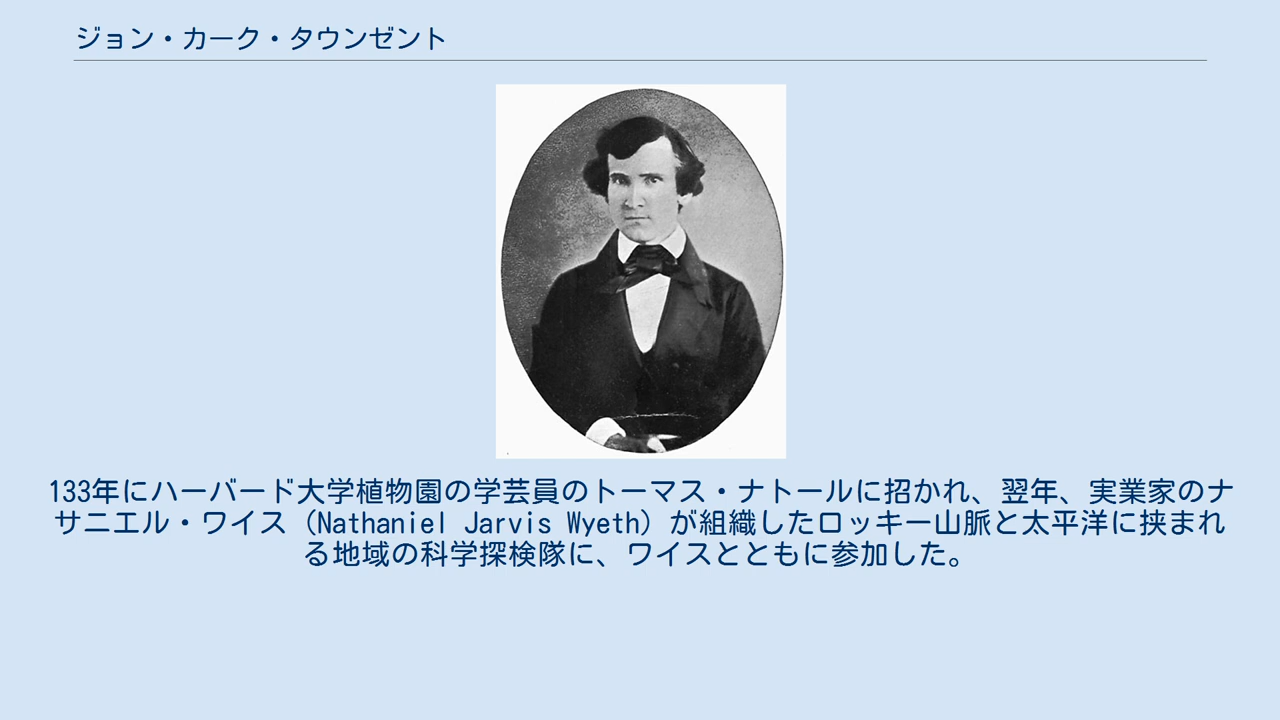 ジョン・カーク・タウンゼント
133年にハーバード大学植物園の学芸員のトーマス・ナトールに招かれ、翌年、実業家のナ
サニエル・ワイス（Nathaniel Jarvis Wyeth）が組織したロッキー山脈と太平洋に挟まれ
る地域の科学探検隊に、ワイスとともに参加した。